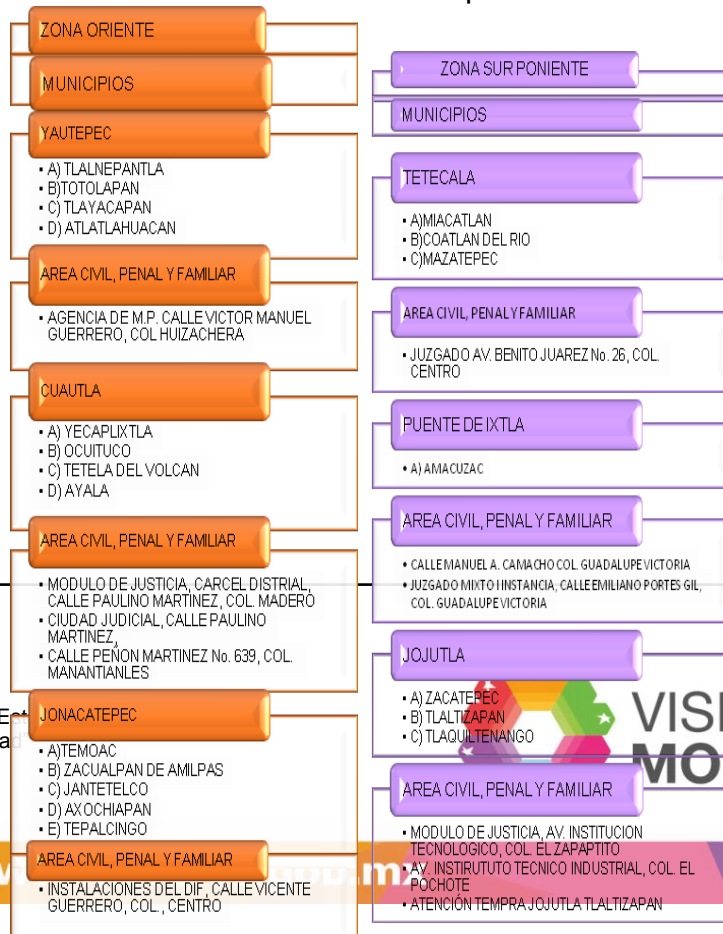 ZONA ORIENTE
MUNICIPIOS
YAUTEPEC
• A) TLALNEPANTLA
• B)TOTOLAPAN
• C) TLAYACAPAN
• D) ATLATLAHUACAN
AREA CIVIL, PENAL Y FAMILIAR
• AGENCIA DE M.P. CALLE VICTOR MANUEL
GUERRERO, COL HUIZACHERA
CUAUTLA
• A) YECAPLIXTLA
• B) OCUITUCO
• C) TETELA DEL VOLCAN
• D) AYALA
AREA CIVIL, PENAL Y FAMILIAR
• MODULO DE JUSTICIA, CARCEL DISTRIAL,
CALLE PAULINO MARTINEZ, COL. MADERO
• CIUDAD JUDICIAL, CALLE PAULINO
MARTINEZ,
• CALLE PEÑON MARTINEZ No. 639, COL.
MANANTIANLES
JONACATEPEC
• A)TEMOAC
• B) ZACUALPAN DE AMILPAS
• C) JANTETELCO
• D) AXOCHIAPAN
• E) TEPALCINGO
AREA CIVIL, PENAL Y FAMILIAR
• INSTALACIONES DEL DIF, CALLE VICENTE
GUERRERO, COL., CENTRO
ZONA SUR PONIENTE
MUNICIPIOS
TETECALA
• A)MIACATLAN
• B)COATLAN DEL RIO
• C)MAZATEPEC
AREA CIVIL, PENAL Y FAMILIAR
• JUZGADO AV. BENITO JUAREZ No. 26, COL.
CENTRO
PUENTE DE IXTLA
• A) AMACUZAC
AREA CIVIL, PENAL Y FAMILIAR
• CALLE MANUEL A. CAMACHO COL. GUADALUPE VICTORIA
• JUZGADO MIXTO I INSTANCIA, CALLE EMILIANO PORTES GIL,
COL. GUADALUPE VICTORIA
JOJUTLA
• A) ZACATEPEC
• B) TLALTIZAPAN
• C) TLAQUILTENANGO
AREA CIVIL, PENAL Y FAMILIAR
• MODULO DE JUSTICIA, AV. INSTITUCION
TECNOLOGICO, COL. EL ZAPAPTITO
• AV. INSTIRUTUTO TECNICO INDUSTRIAL, COL. EL
POCHOTE
• ATENCIÓN TEMPRA JOJUTLA TLALTIZAPAN
VISI
MO
.mx